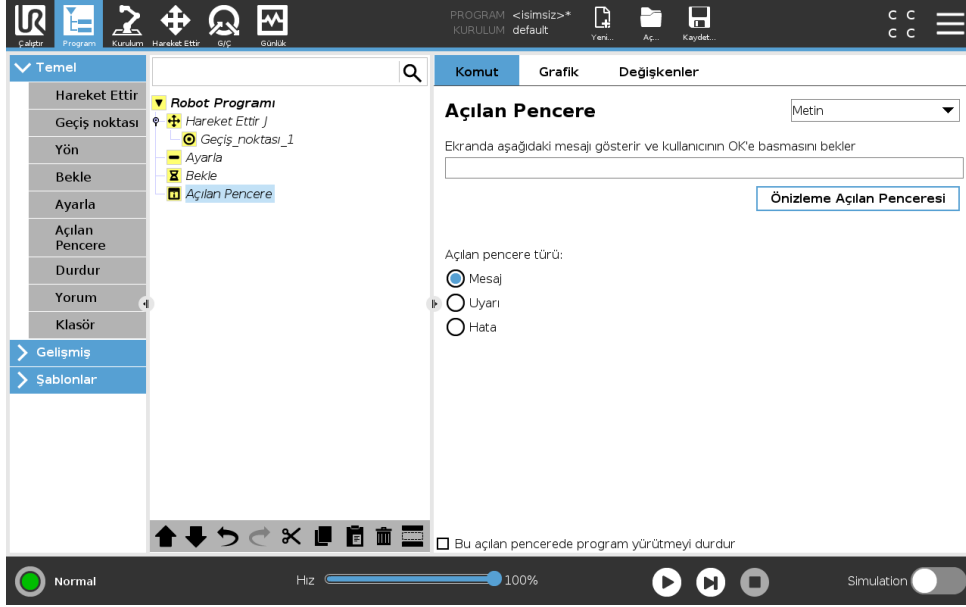 PROGRAM <isimsiz>*
KURULUM default
Çalıştır
Program
Kurulum
Hareket Ettir
G/Ç
Günlük
Yeni...
Aç...
Kaydet...
C C
C C
Temel
Hareket Ettir
Geçiş noktası
Yön
Bekle
Ayarla
Açılan
Pencere
Durdur
Yorum
Klasör
Gelişmiş
Şablonlar
Robot Programı
Hareket Ettir J
Geçiş_noktası_1
Ayarla
Bekle
Açılan Pencere
Komut
Grafik
Değişkenler
Açılan Pencere
Metin
Ekranda aşağıdaki mesajı gösterir ve kullanıcının OK'e basmasını bekler
Önizleme Açılan Penceresi
Açılan pencere türü:
Mesaj
Uyarı
Hata
Bu açılan pencerede program yürütmeyi durdur
Normal
Hız
100%
Simulation